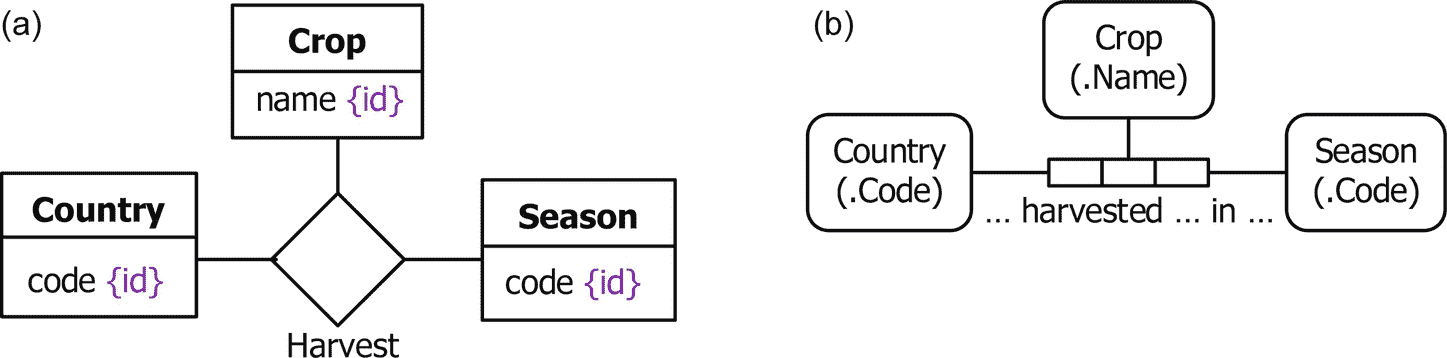 (a)
Crop
name {id}
Country
code {id}
Season
code {id}
Harvest
(b)
Crop
(.Name)
Country
(.Code)
Season
(.Code)
... harvested ... in ...